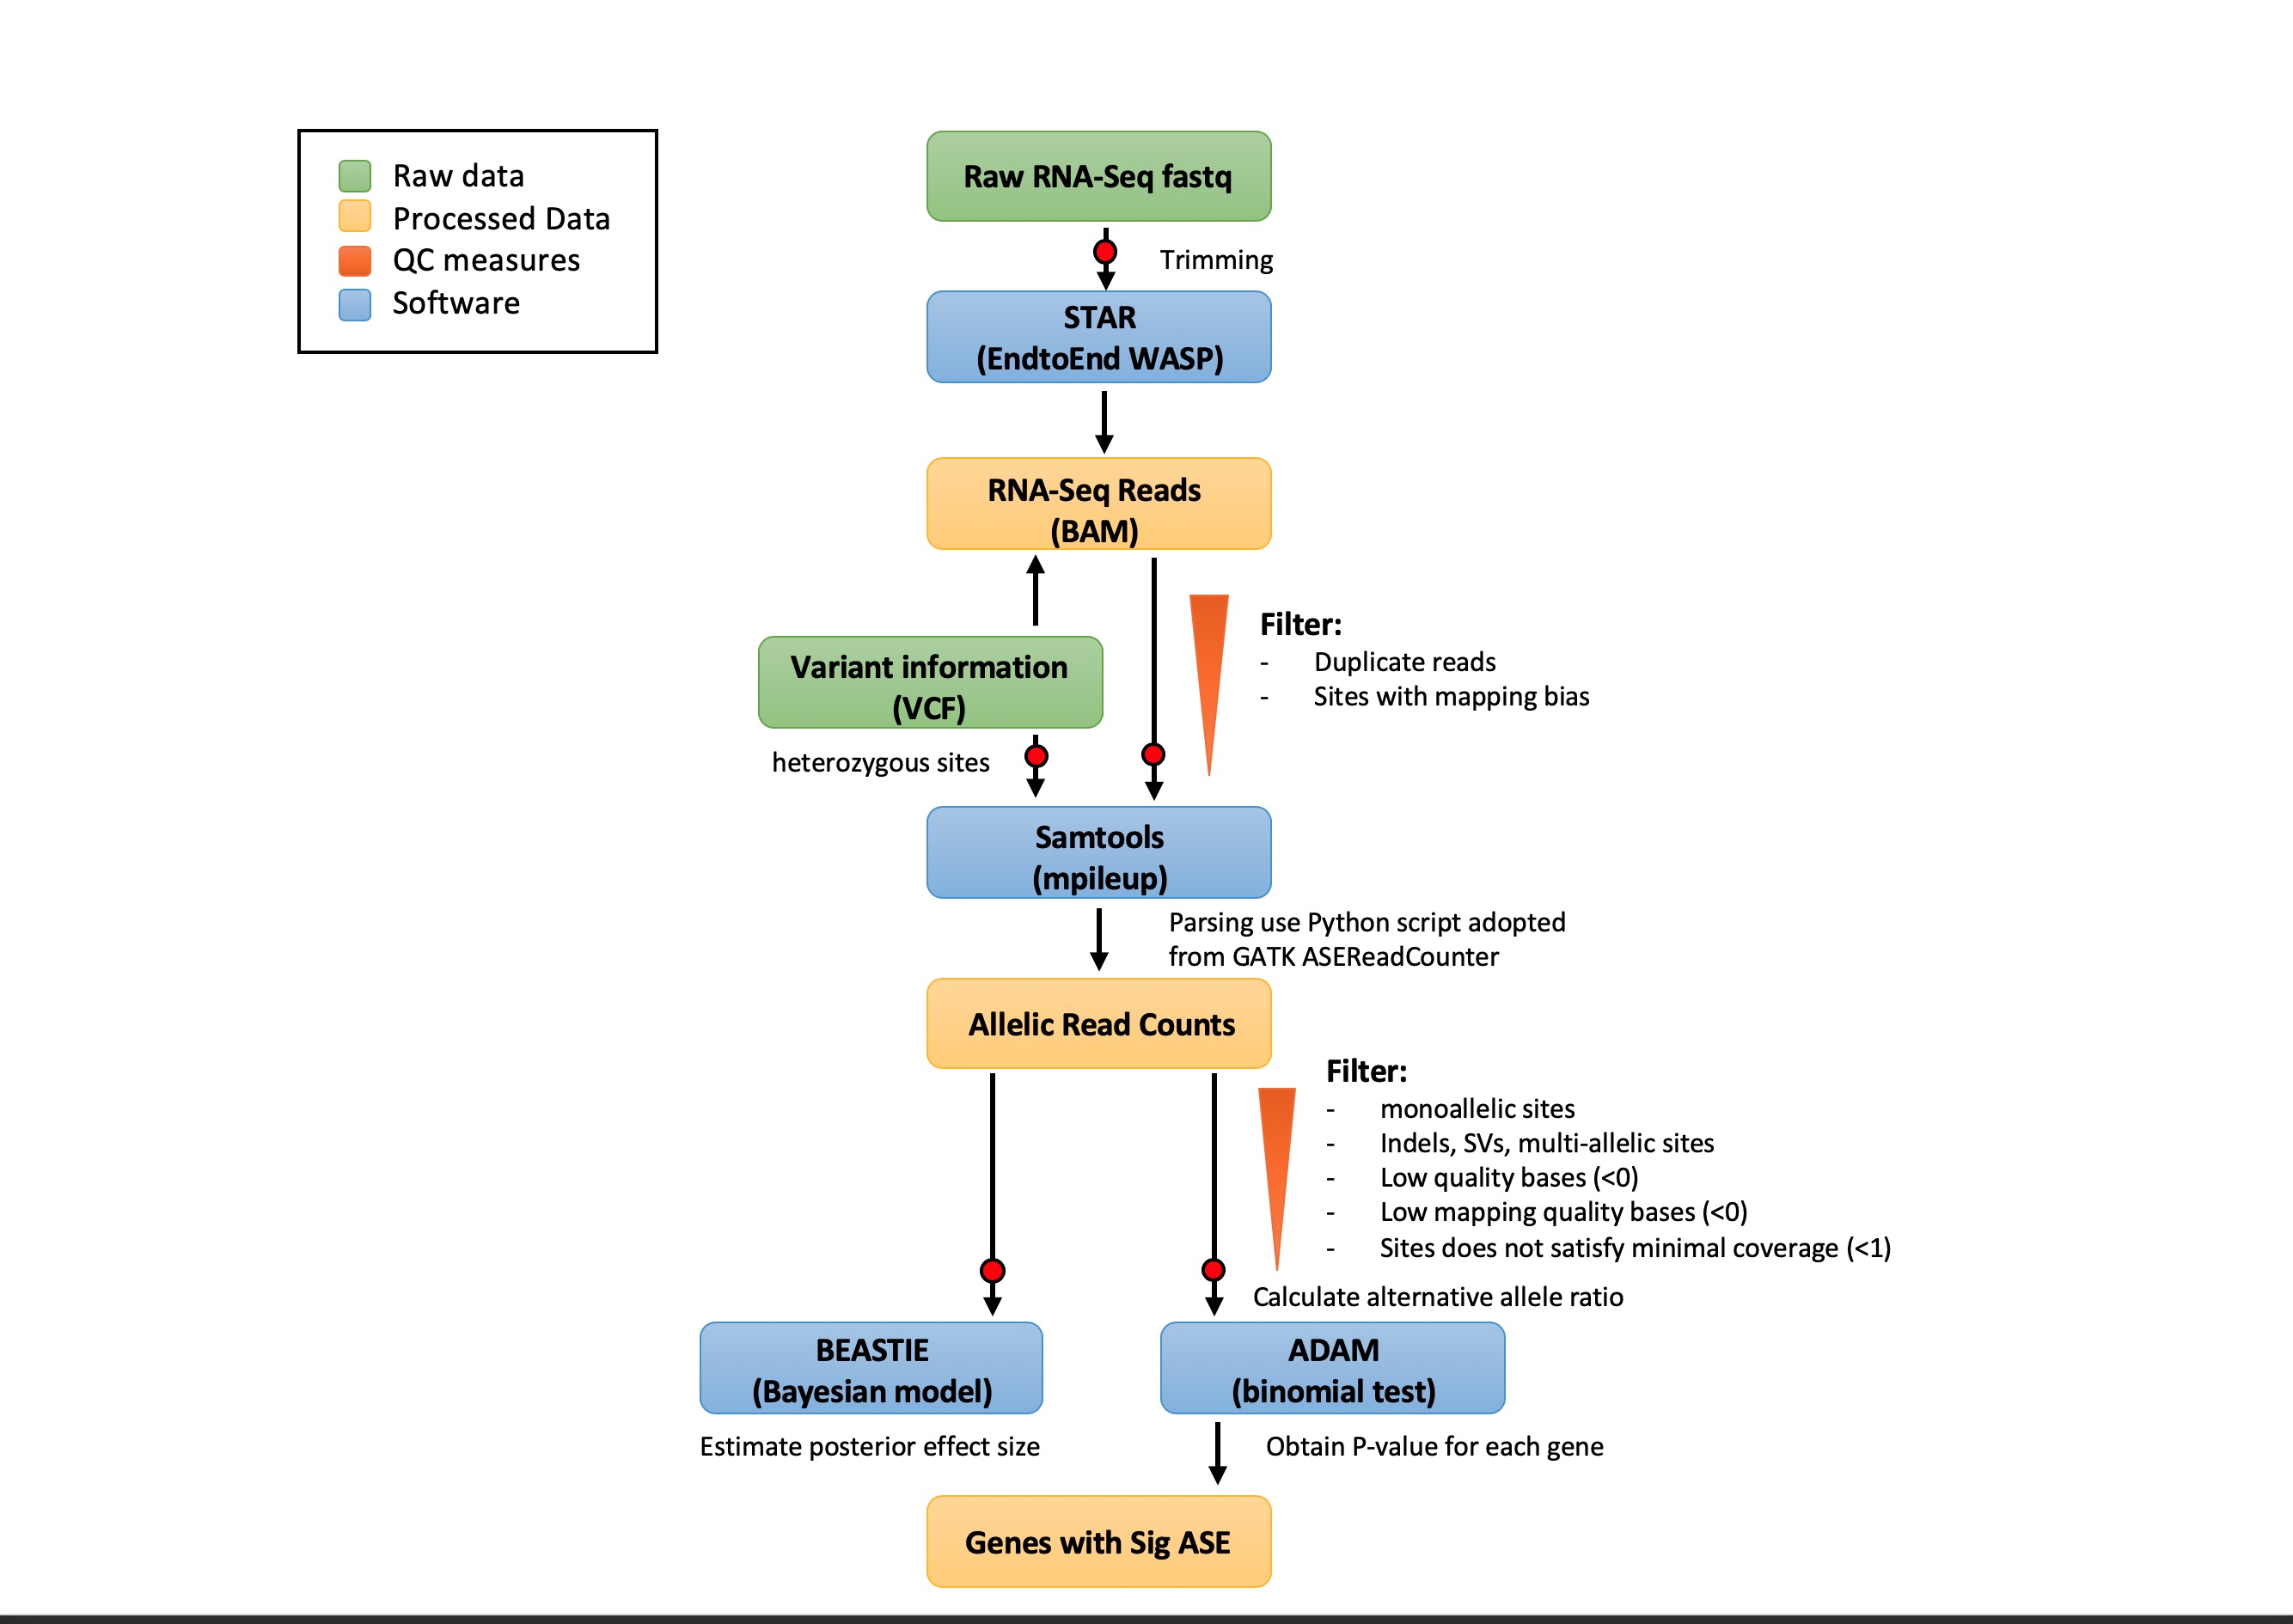 Raw data
Processed Data
QC measures
Software
Raw RNA-Seq fastq
Trimming
STAR
(EndtoEnd WASP)
RNA-Seq Reads
(BAM)
Filter:
- Duplicate reads
- Sites with mapping bias
Variant information
(VCF)
heterozygous sites
Samtools
(mpileup)
Parsing use Python script adopted
from GATK ASEReadCounter
Allelic Read Counts
Filter:
- monoallelic sites
- Indels, SVs, multi-allelic sites
- Low quality bases (<0)
- Low mapping quality bases (<0)
- Sites does not satisfy minimal coverage (<1)
Calculate alternative allele ratio
BEASTIE
(Bayesian model)
ADAM
(binomial test)
Estimate posterior effect size
Obtain P-value for each gene
Genes with Sig ASE